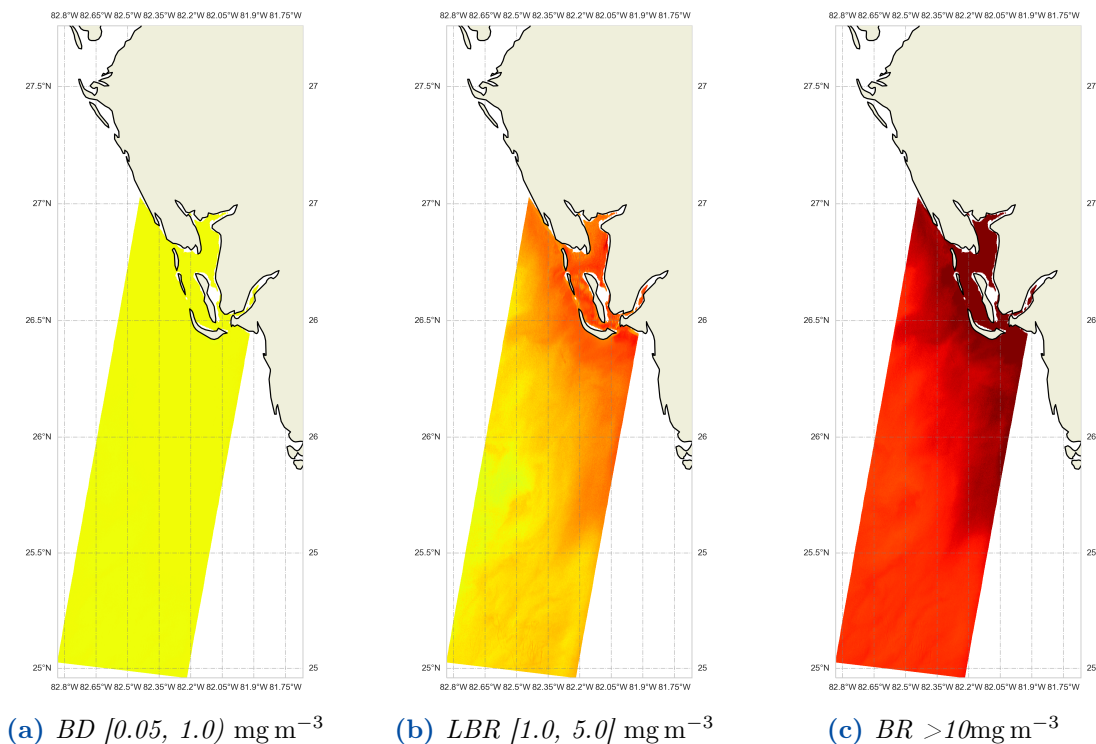 82.8°W 82.65°W 82.5°W 82.35°W 82.2°W 82.05°W 81.9°W 81.75°W
82.8°W 82.65°W 82.5°W 82.35°W 82.2°W 82.05°W 81.9°W 81.75°W
82.8°W 82.65°W 82.5°W 82.35°W 82.2°W 82.05°W 81.9°W 81.75°W
27.5°N 27 27.5°N 27 27.5°N 27
27°N 27 27°N 27 27°N 27
26.5°N 26 26.5°N 26 26.5°N 26
26°N 26 26°N 26 26°N 26
25.5°N 25 25.5°N 25 25.5°N 25
25°N 25 25°N 25 25°N 25
82.8°W 82.65°W 82.5°W 82.35°W 82.2°W 82.05°W 81.9°W 81.75°W
82.8°W 82.65°W 82.5°W 82.35°W 82.2°W 82.05°W 81.9°W 81.75°W
82.8°W 82.65°W 82.5°W 82.35°W 82.2°W 82.05°W 81.9°W 81.75°W
(a) BD [0.05, 1.0) mg m⁻³
(b) LBR [1.0, 5.0] mg m⁻³
(c) BR >10mg m⁻³